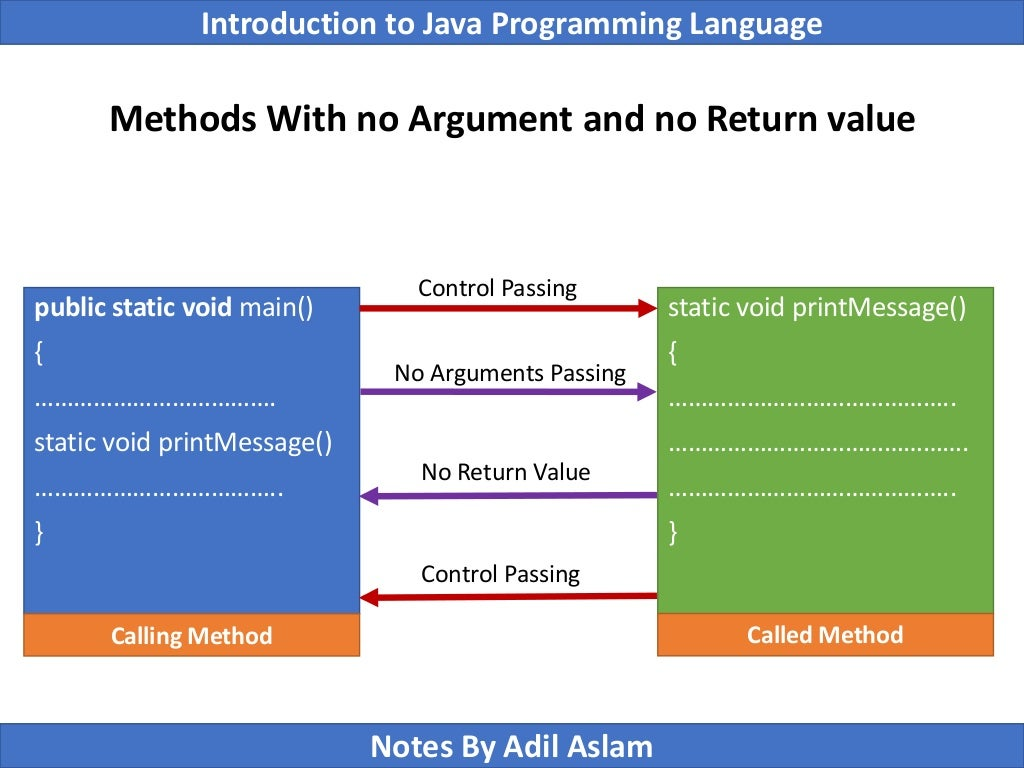 Introduction to Java Programming Language
Methods With no Argument and no Return value
public static void main()
{
……………………………….
static void printMessage()
………………………………..
}
Calling Method
Control Passing
No Arguments Passing
No Return Value
Control Passing
static void printMessage()
{
……………………………………..
……………………………………….
……………………………………..
}
Called Method
Notes By Adil Aslam